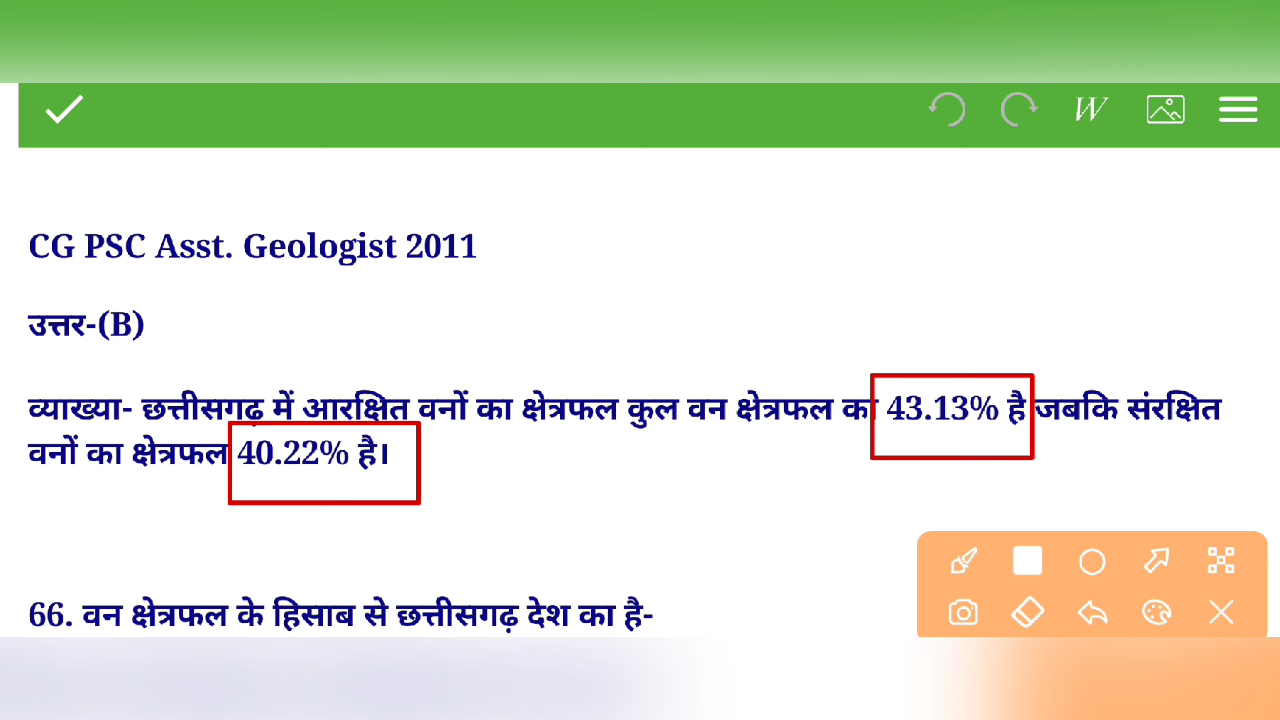 CG PSC Asst. Geologist 2011
उत्तर-(B)
व्याख्या- छत्तीसगढ़ में आरक्षित वनों का क्षेत्रफल कुल वन क्षेत्रफल का 43.13% है जबकि संरक्षित
वनों का क्षेत्रफल 40.22% है।
66. वन क्षेत्रफल के हिसाब से छत्तीसगढ़ देश का है-